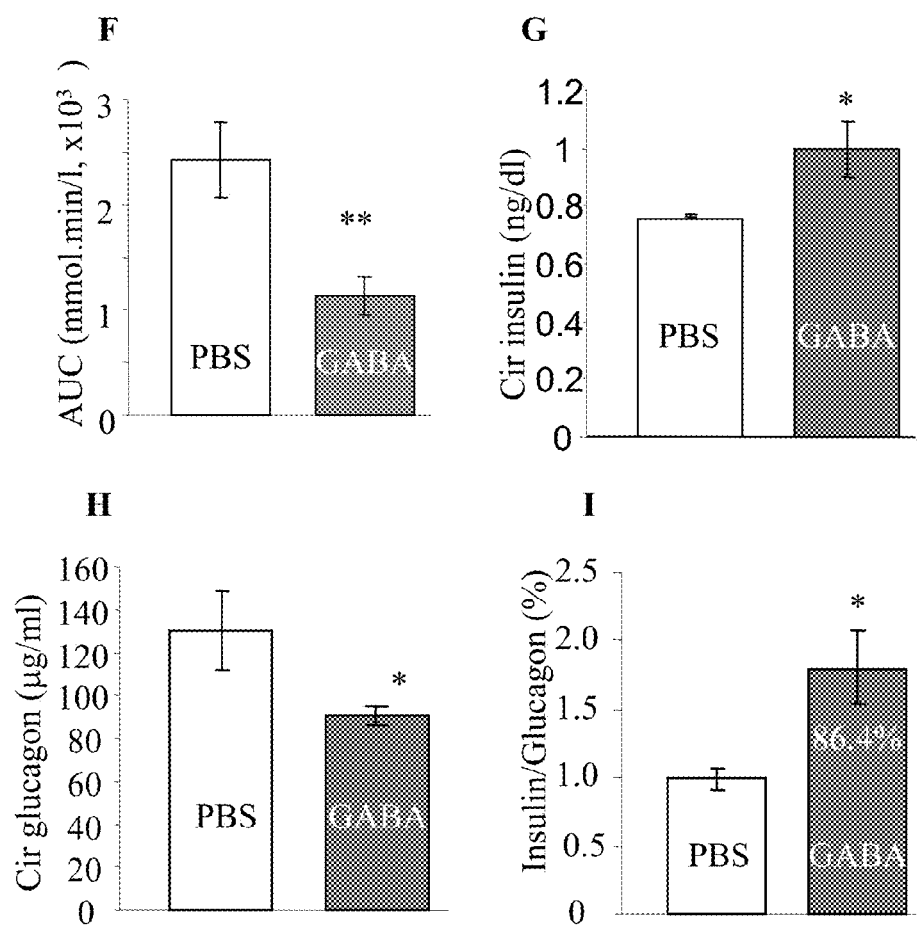 F
AUC (mmol.min/l, x10³ )
3
2
1
0
**
PBS
GABA
G
Cir insulin (ng/dl)
1.2
1
0.8
0.6
0.4
0.2
0
*
PBS
GABA
H
Cir glucagon (µg/ml)
160
140
120
100
80
60
40
20
0
*
PBS
GABA
I
Insulin/Glucagon (%)
2.5
2.0
1.5
1.0
0.5
0
*
86.4%
PBS
GABA